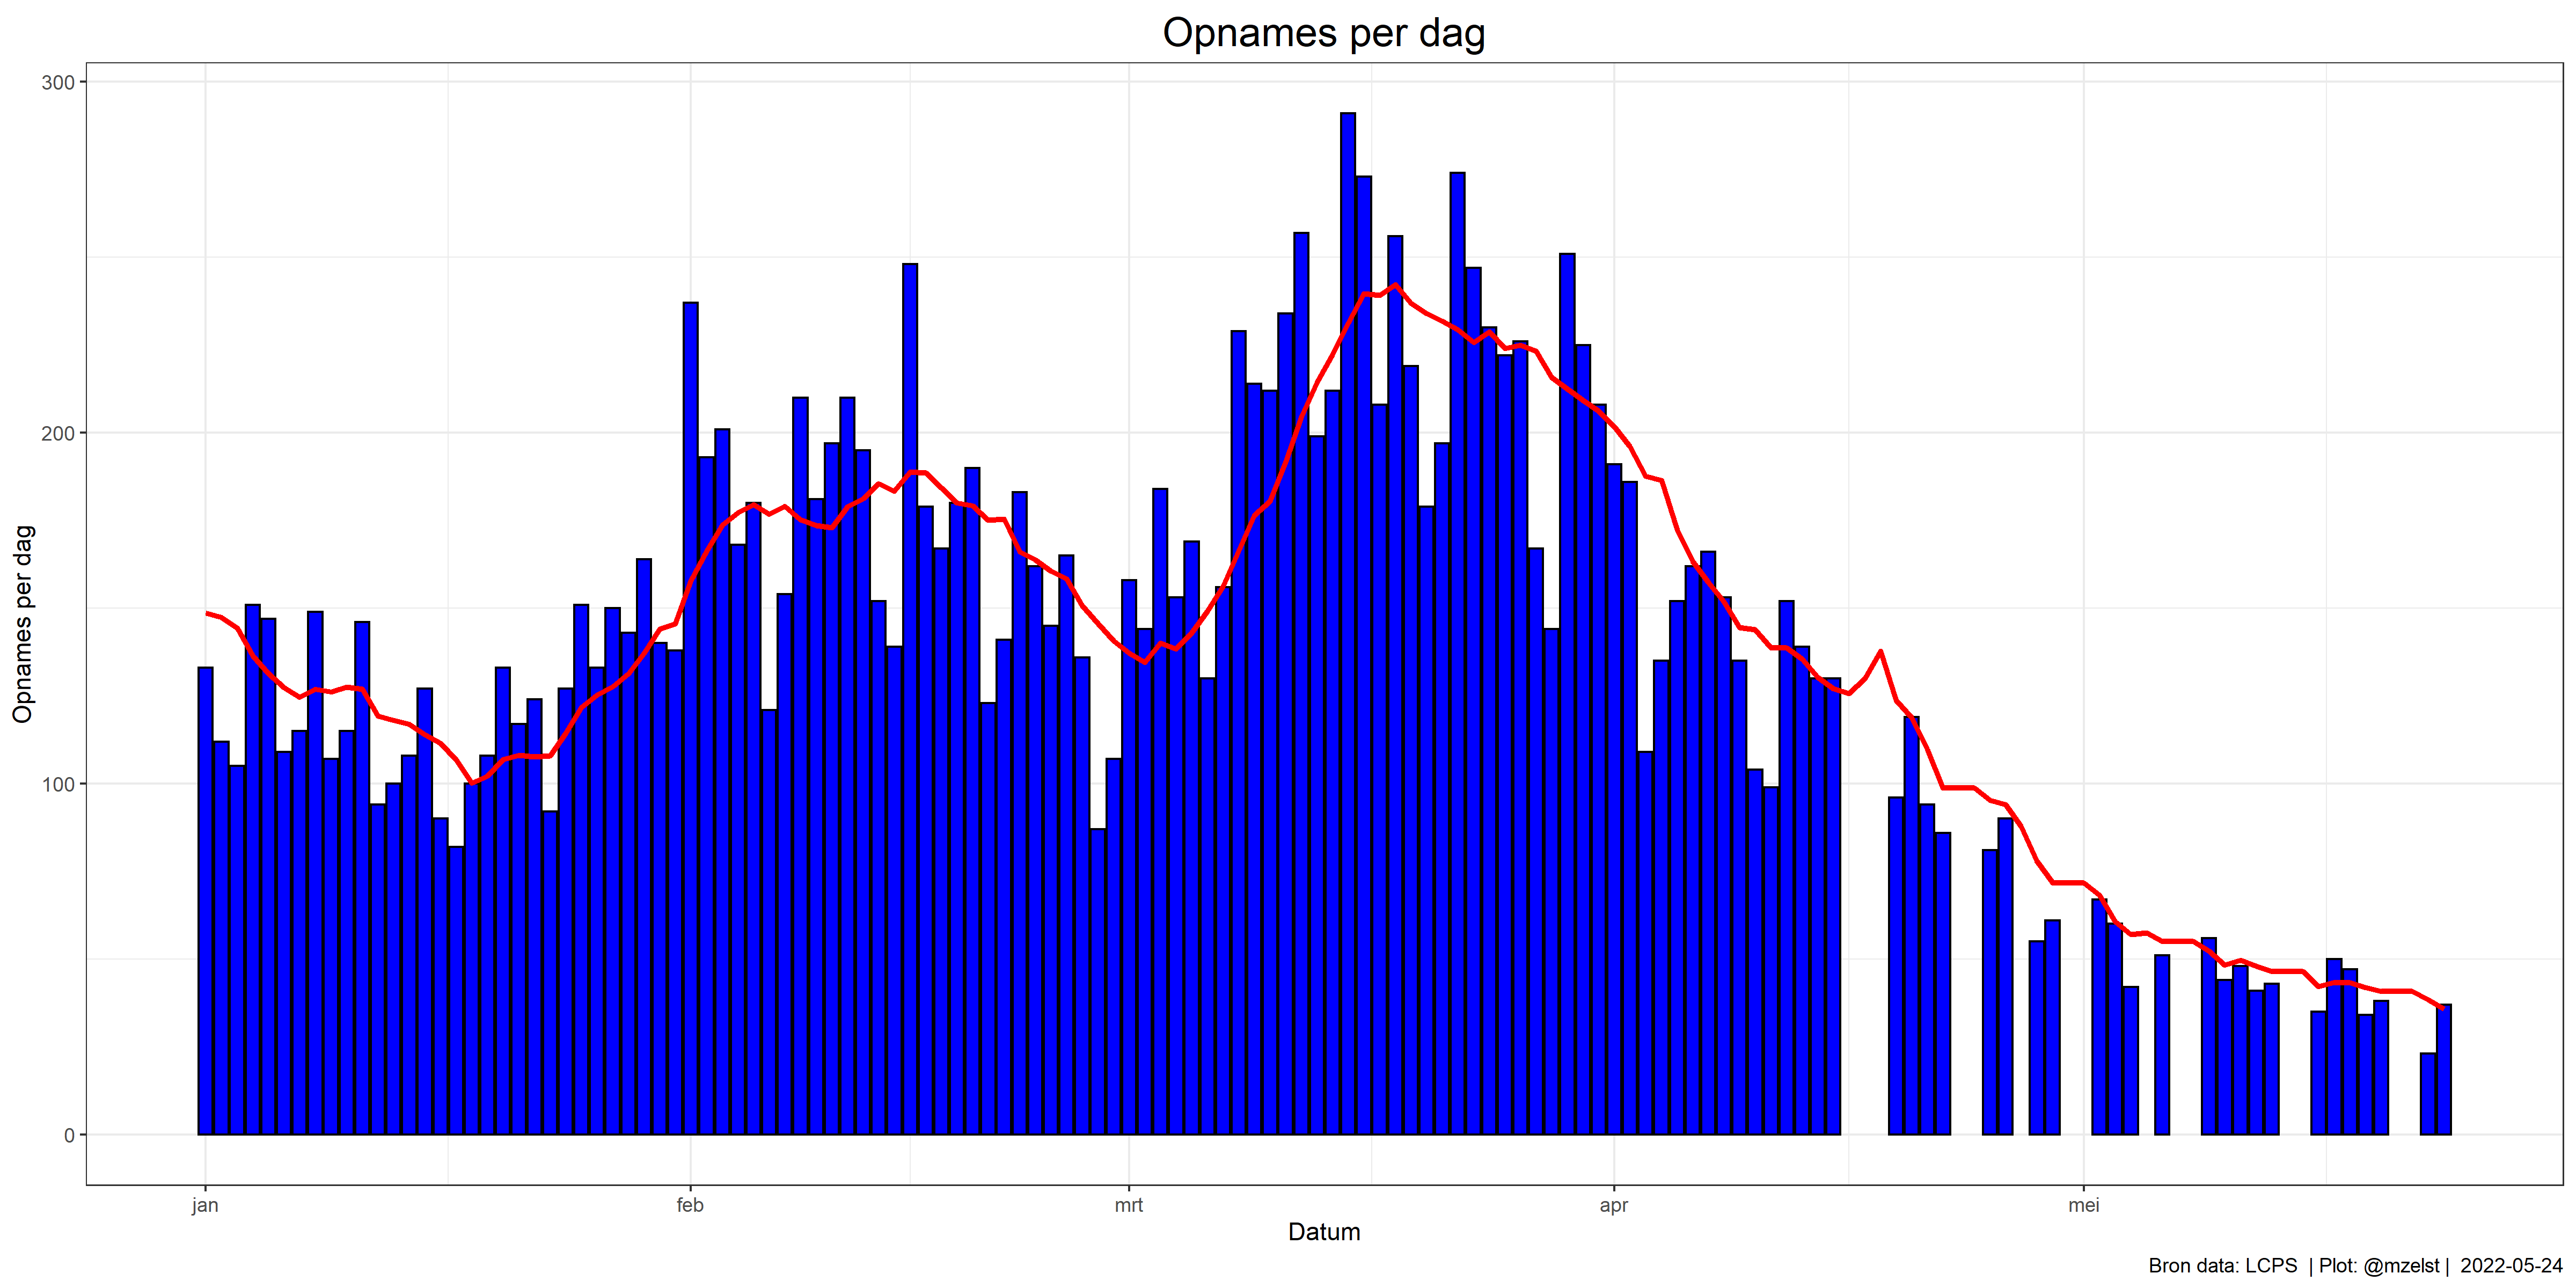 Opnames per dag
300
200
100
0
Opnames per dag
jan feb mrt apr mei
Datum
Bron data: LCPS | Plot: @mzelst | 2022-05-24